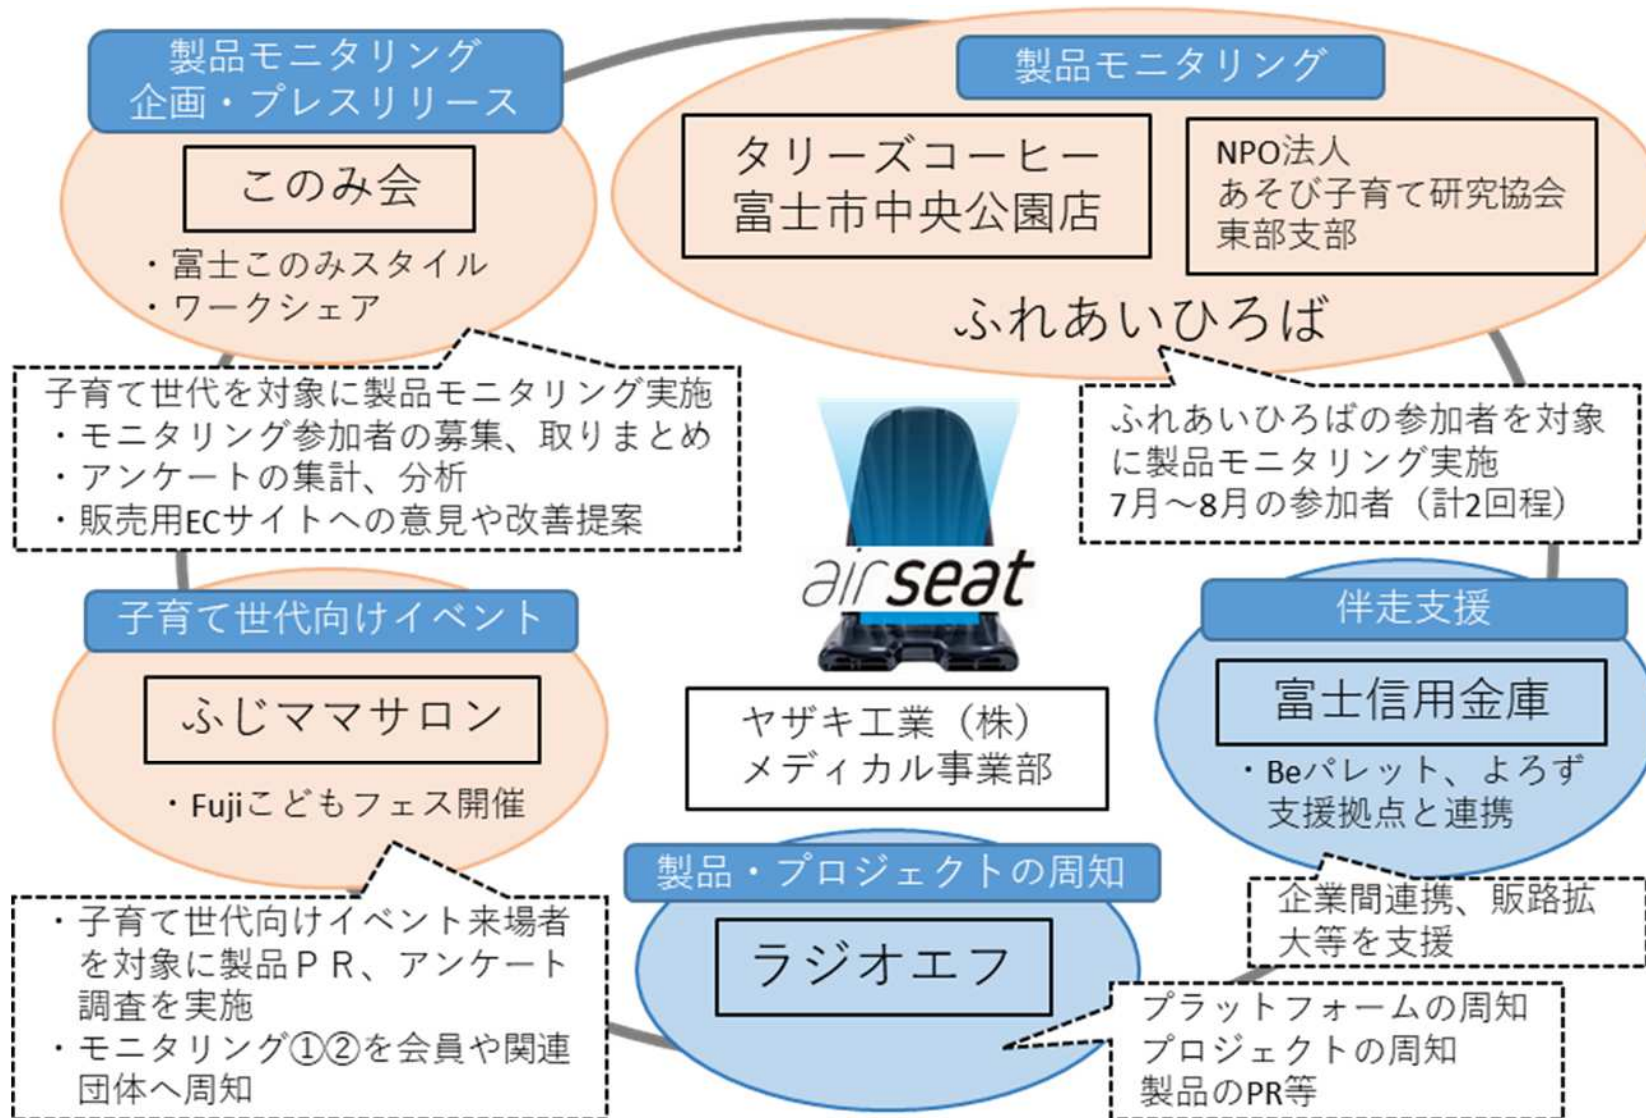 製品モニタリング
企画・プレスリリース
このみ会
・富士このみスタイル
・ワークシェア
子育て世代を対象に製品モニタリング実施
・モニタリング参加者の募集、取りまとめ
・アンケートの集計、分析
・販売用ECサイトへの意見や改善提案
製品モニタリング
タリーズコーヒー
富士市中央公園店
NPO法人
あそび子育て研究協会
東部支部
ふれあいひろば
ふれあいひろばの参加者を対象
に製品モニタリング実施
7月～8月の参加者（計2回程）
airseat
ヤザキ工業（株）
メディカル事業部
子育て世代向けイベント
ふじママサロン
・Fujiこどもフェス開催
・子育て世代向けイベント来場者
を対象に製品ＰＲ、アンケート
調査を実施
・モニタリング①②を会員や関連
団体へ周知
伴走支援
富士信用金庫
・Beパレット、よろず
支援拠点と連携
企業間連携、販路拡
大等を支援
製品・プロジェクトの周知
ラジオエフ
プラットフォームの周知
プロジェクトの周知
製品のPR等